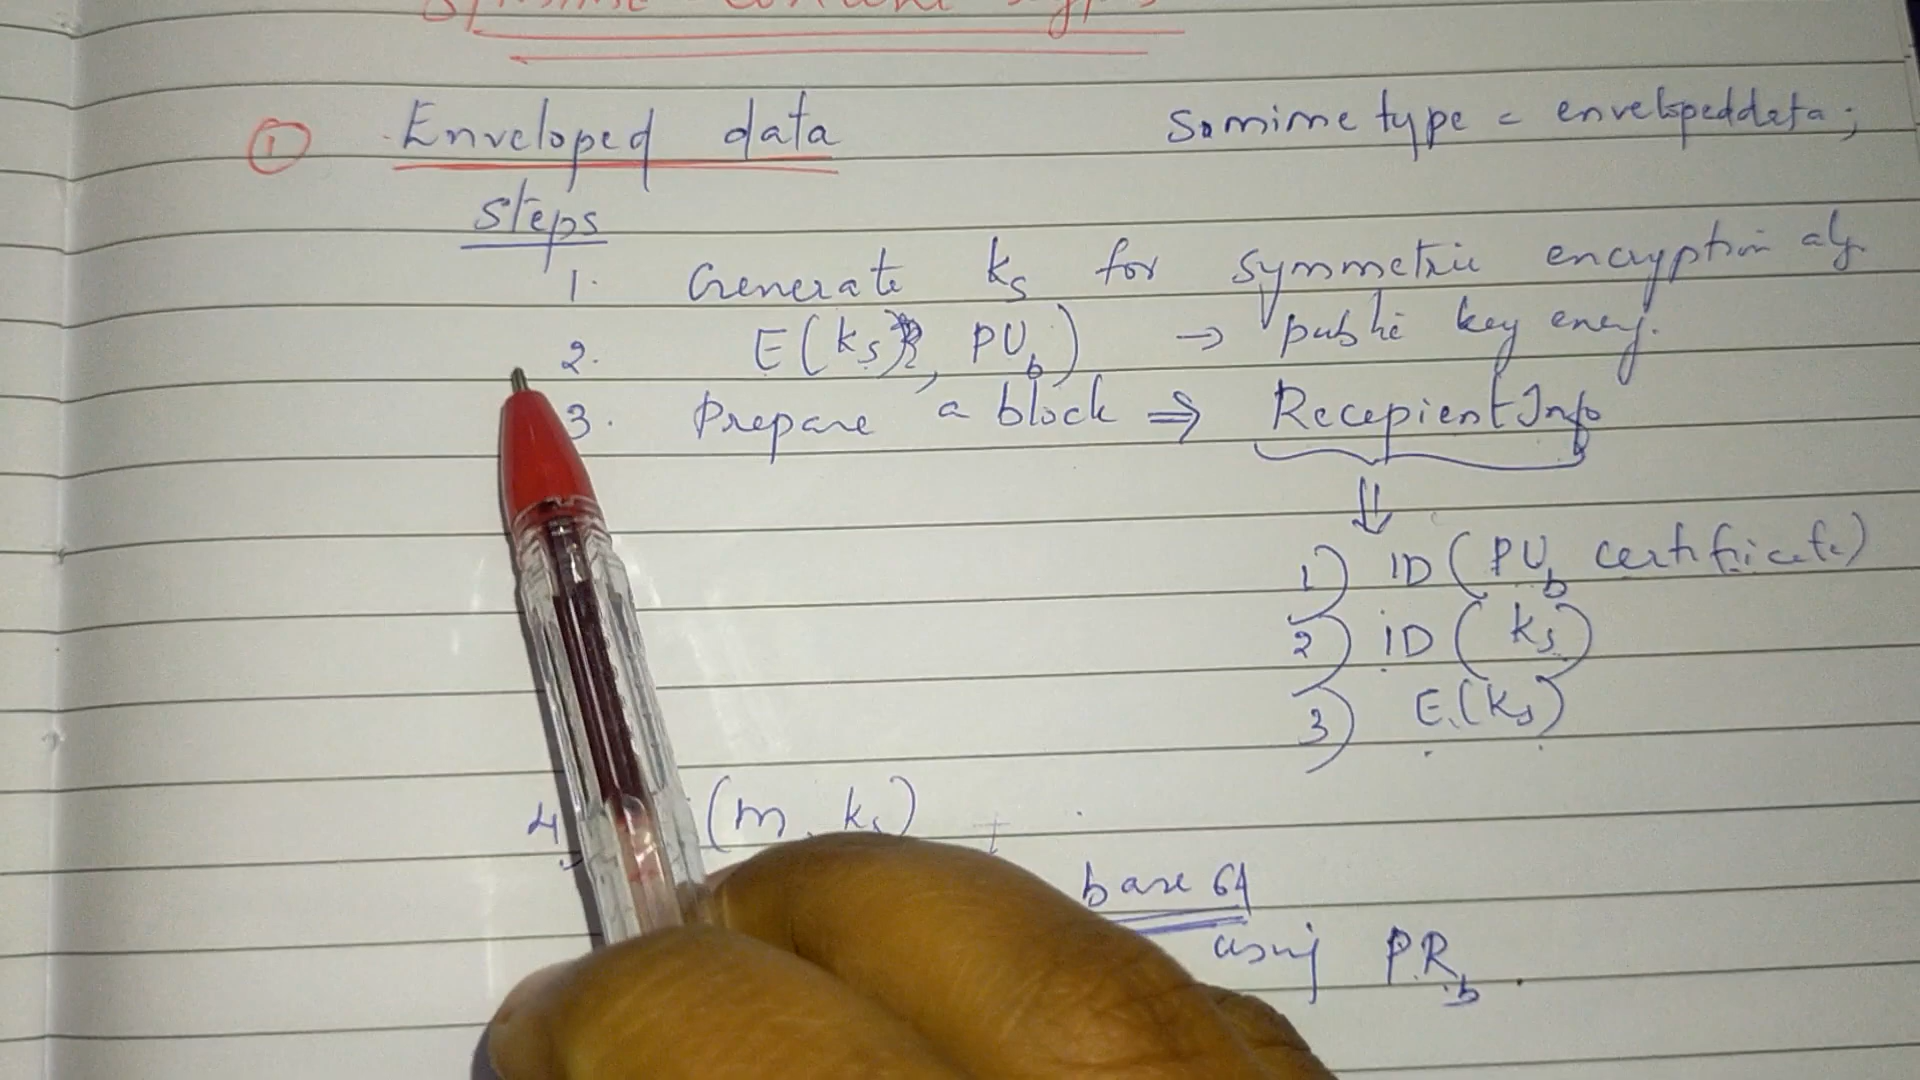 ① Enveloped data    Smime type = envelopeddata;
Steps
1. Generate ks for symmetric encryption alg.
2. E(ks, PUb) → public key ency.
3. Prepare a block ⇒ RecepientInfo
⇓
1) ID (PUb certificate)
2) ID (ks)
3) E(ks)
4 (m, ks) +
base 64
using PRb.